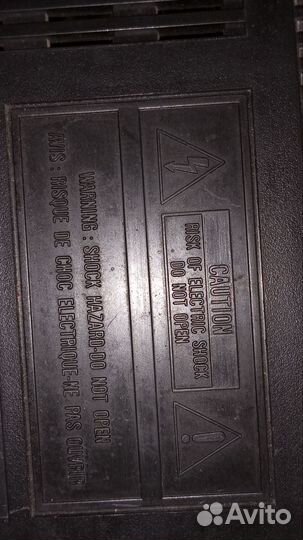 CAUTION
RISK OF ELECTRIC SHOCK
DO NOT OPEN
WARNING : SHOCK HAZARD-DO NOT OPEN
AVIS : RISQUE DE CHOC ELECTRIQUE-NE PAS OUVRIR
Avito